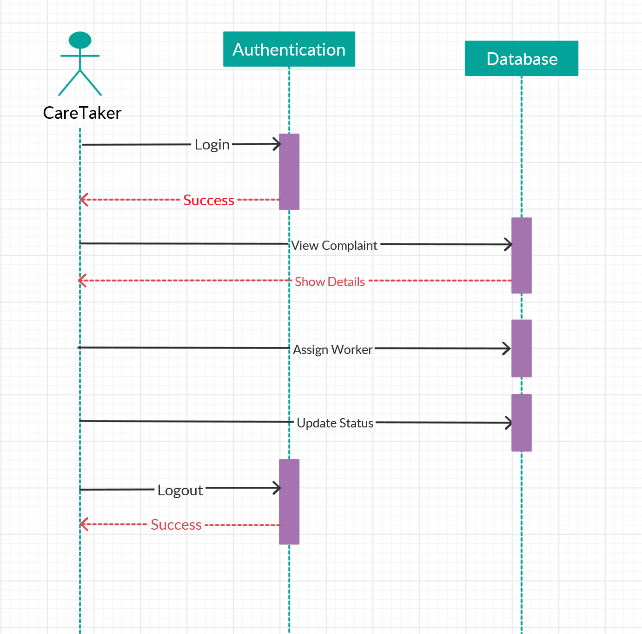 Authentication
Database
CareTaker
Login
Success
View Complaint
Show Details
Assign Worker
Update Status
Logout
Success